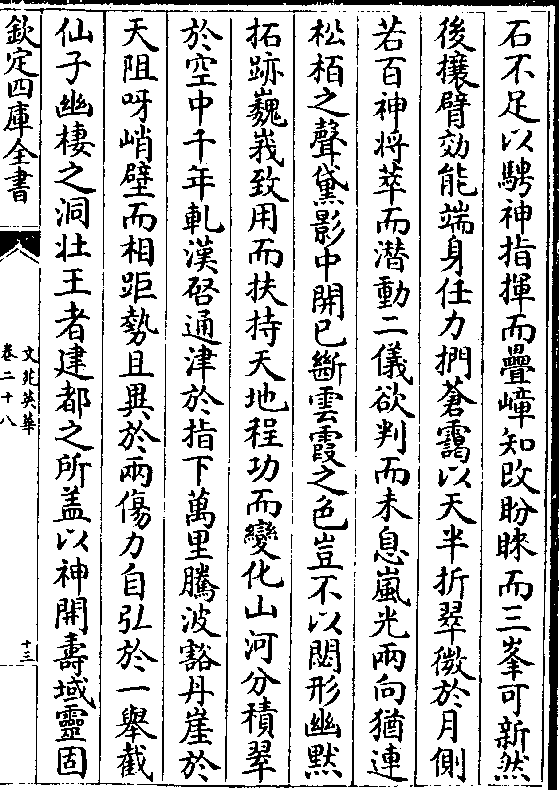 石不足以騁神指揮而疊嶂知改盼睞而三峯可新然
後攘臂効能端身任力捫蒼靄以天半折翠微於月側
若百神將萃而潛動二儀欲判而未息嵐光兩向猶連
松栢之聲黛影中開已斷雲霞之色豈不以閟形幽默
拓跡巍峩致用而扶持天地程功而變化山河分積翠
於空中千年軋漢啓通津於指下萬里騰波豁丹崖於
天阻呀峭壁而相距勢且異於兩傷力自弘於一舉截
仙子幽棲之洞壯王者建都之所盖以神開壽域靈固
欽定四庫全書
文苑英華
卷二十八
十三